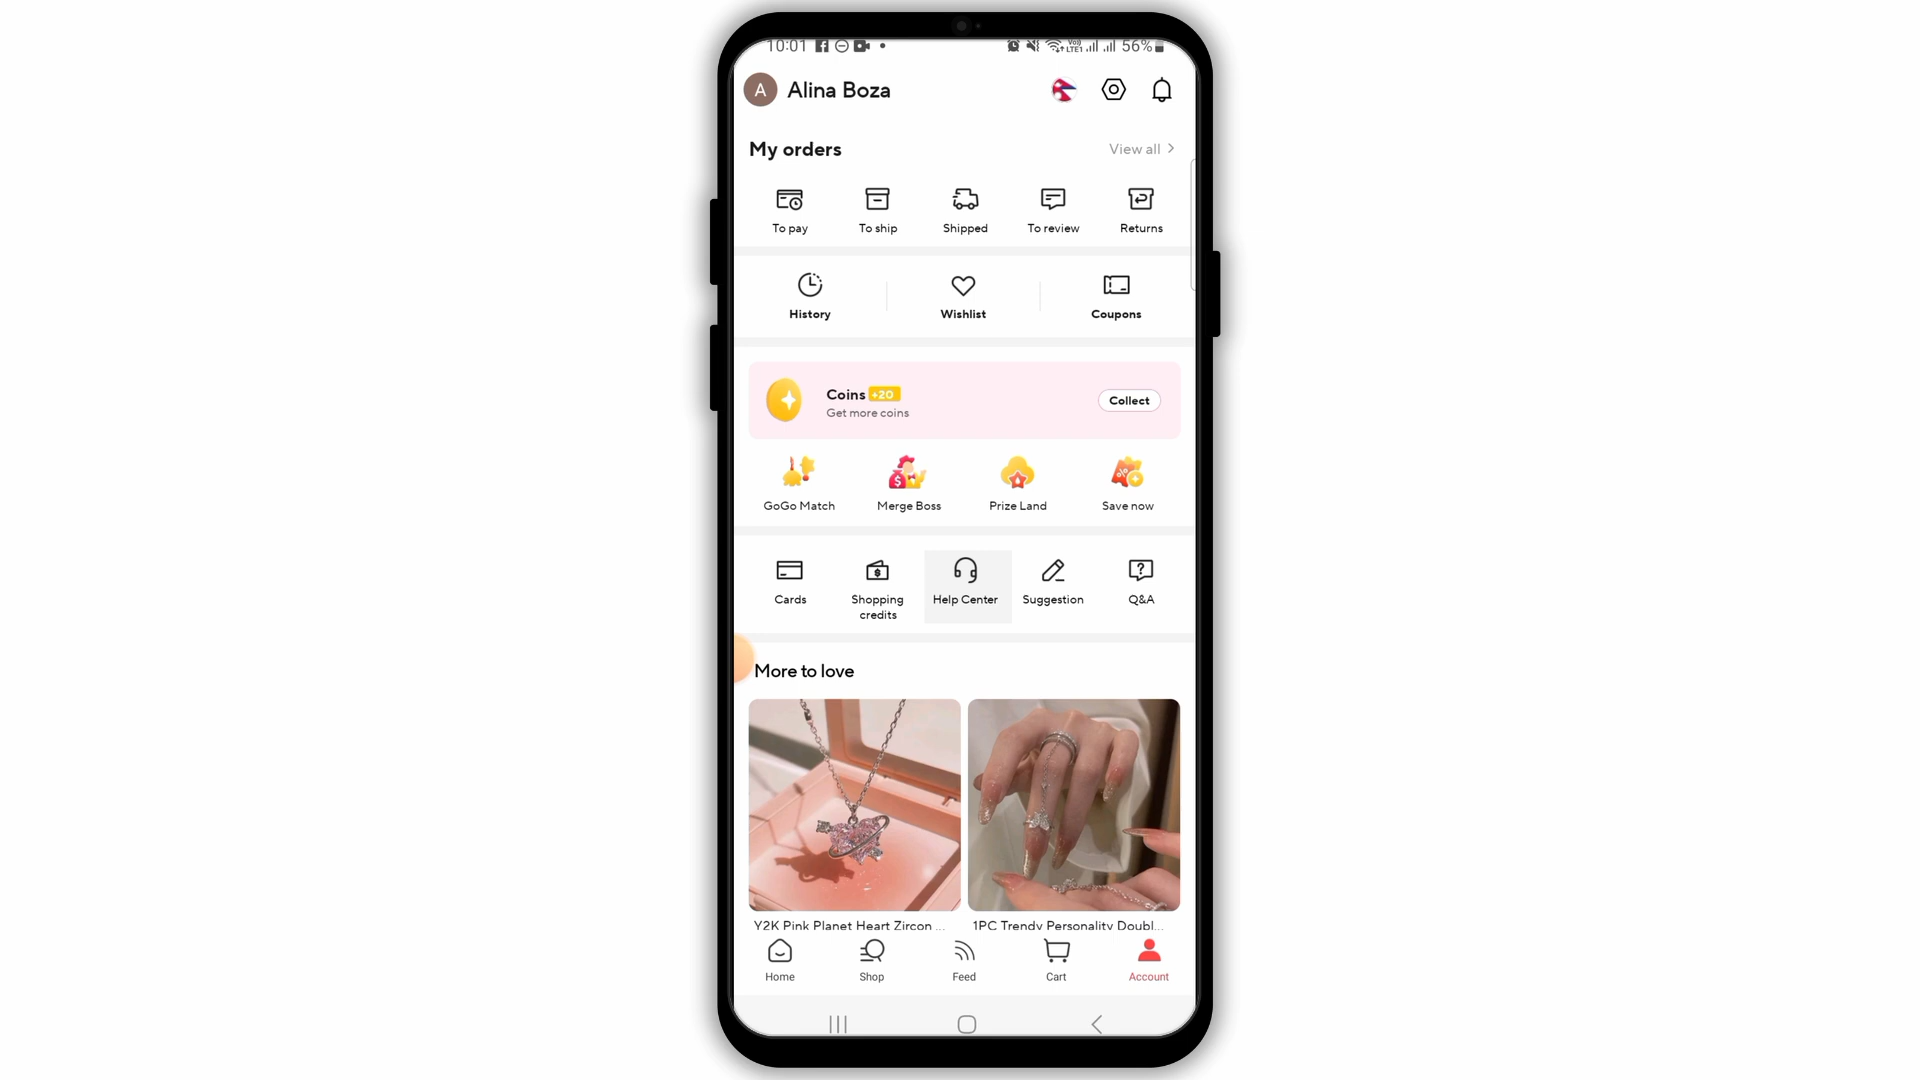 10:01 56%
A Alina Boza
My orders View all
To pay To ship Shipped To review Returns
History Wishlist Coupons
Coins +20
Get more coins
Collect
GoGo Match Merge Boss Prize Land Save now
Cards Shopping credits Help Center Suggestion Q&A
More to love
Y2K Pink Planet Heart Zircon ... 1PC Trendy Personality Doubl...
Home Shop Feed Cart Account